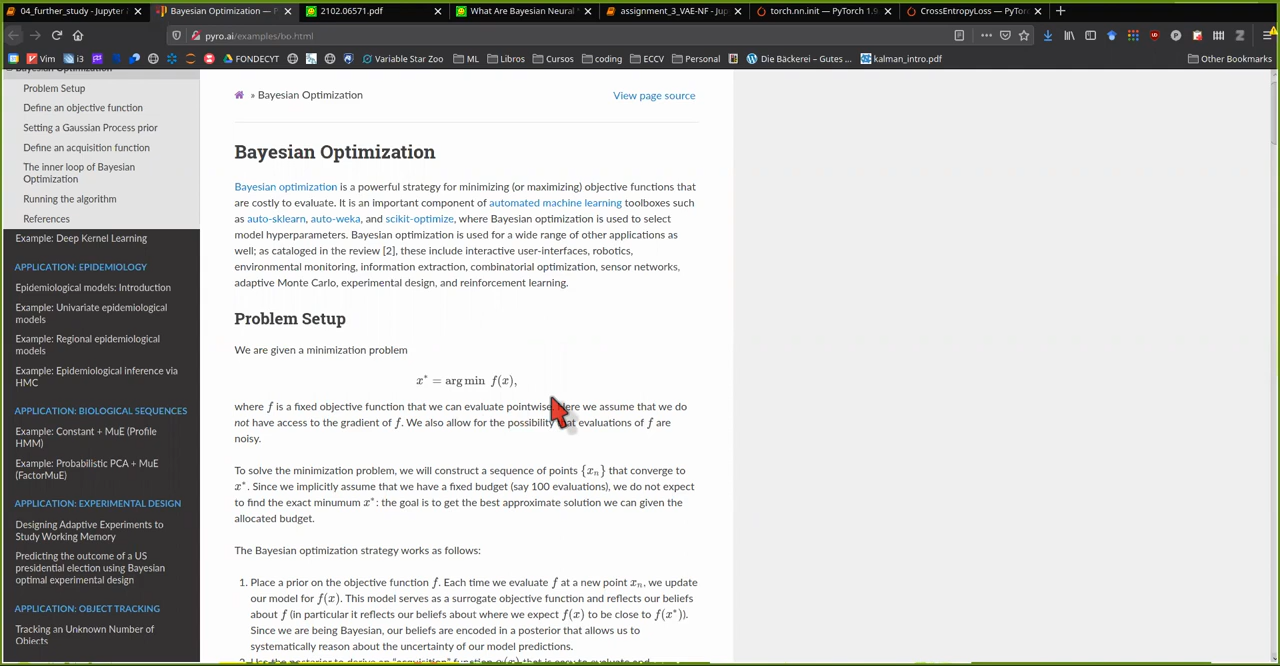 04_further_study - Jupyter
Bayesian Optimization — P
2102.06571.pdf
What Are Bayesian Neural
assignment_3_VAE-NF - Jup
torch.nn.init — PyTorch 1.9.
CrossEntropyLoss — PyTor
pyro.ai/examples/bo.html
Vim
i3
FONDECYT
Variable Star Zoo
ML
Libros
Cursos
coding
ECCV
Personal
Die Bäckerei – Gutes ...
kalman_intro.pdf
Other Bookmarks
Bayesian Optimization
Problem Setup
Define an objective function
Setting a Gaussian Process prior
Define an acquisition function
The inner loop of Bayesian
Optimization
Running the algorithm
References
Example: Deep Kernel Learning
APPLICATION: EPIDEMIOLOGY
Epidemiological models: Introduction
Example: Univariate epidemiological
models
Example: Regional epidemiological
models
Example: Epidemiological inference via
HMC
APPLICATION: BIOLOGICAL SEQUENCES
Example: Constant + MuE (Profile
HMM)
Example: Probabilistic PCA + MuE
(FactorMuE)
APPLICATION: EXPERIMENTAL DESIGN
Designing Adaptive Experiments to
Study Working Memory
Predicting the outcome of a US
presidential election using Bayesian
optimal experimental design
APPLICATION: OBJECT TRACKING
Tracking an Unknown Number of
Objects
» Bayesian Optimization
View page source
Bayesian Optimization
Bayesian optimization is a powerful strategy for minimizing (or maximizing) objective functions that
are costly to evaluate. It is an important component of automated machine learning toolboxes such
as auto-sklearn, auto-weka, and scikit-optimize, where Bayesian optimization is used to select
model hyperparameters. Bayesian optimization is used for a wide range of other applications as
well; as cataloged in the review [2], these include interactive user-interfaces, robotics,
environmental monitoring, information extraction, combinatorial optimization, sensor networks,
adaptive Monte Carlo, experimental design, and reinforcement learning.
Problem Setup
We are given a minimization problem
x* = arg min f(x),
where f is a fixed objective function that we can evaluate pointwise. Here we assume that we do
not have access to the gradient of f. We also allow for the possibility that evaluations of f are
noisy.
To solve the minimization problem, we will construct a sequence of points {xₙ} that converge to
x*. Since we implicitly assume that we have a fixed budget (say 100 evaluations), we do not expect
to find the exact minumum x*: the goal is to get the best approximate solution we can given the
allocated budget.
The Bayesian optimization strategy works as follows:
1. Place a prior on the objective function f. Each time we evaluate f at a new point xₙ, we update
our model for f(x). This model serves as a surrogate objective function and reflects our beliefs
about f (in particular it reflects our beliefs about where we expect f(x) to be close to f(x*)).
Since we are being Bayesian, our beliefs are encoded in a posterior that allows us to
systematically reason about the uncertainty of our model predictions.
2. Use the posterior to derive an "acquisition" function α(x) that is easy to evaluate and